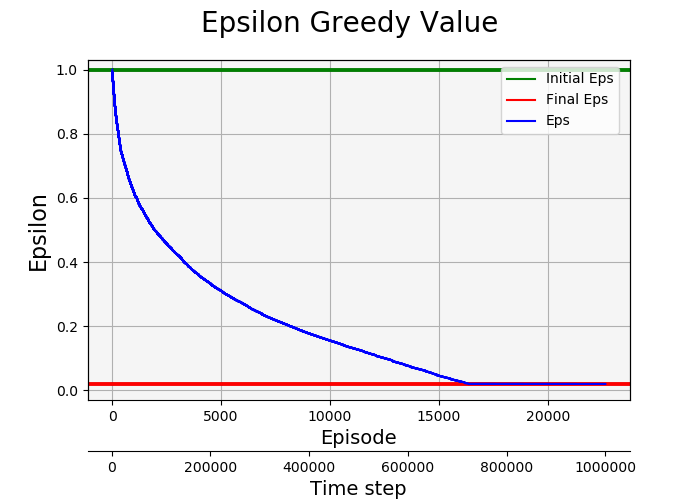 Epsilon Greedy Value
Initial Eps
Final Eps
Eps
1.0
0.8
0.6
0.4
0.2
0.0
Epsilon
0 5000 10000 15000 20000
Episode
0 200000 400000 600000 800000 1000000
Time step